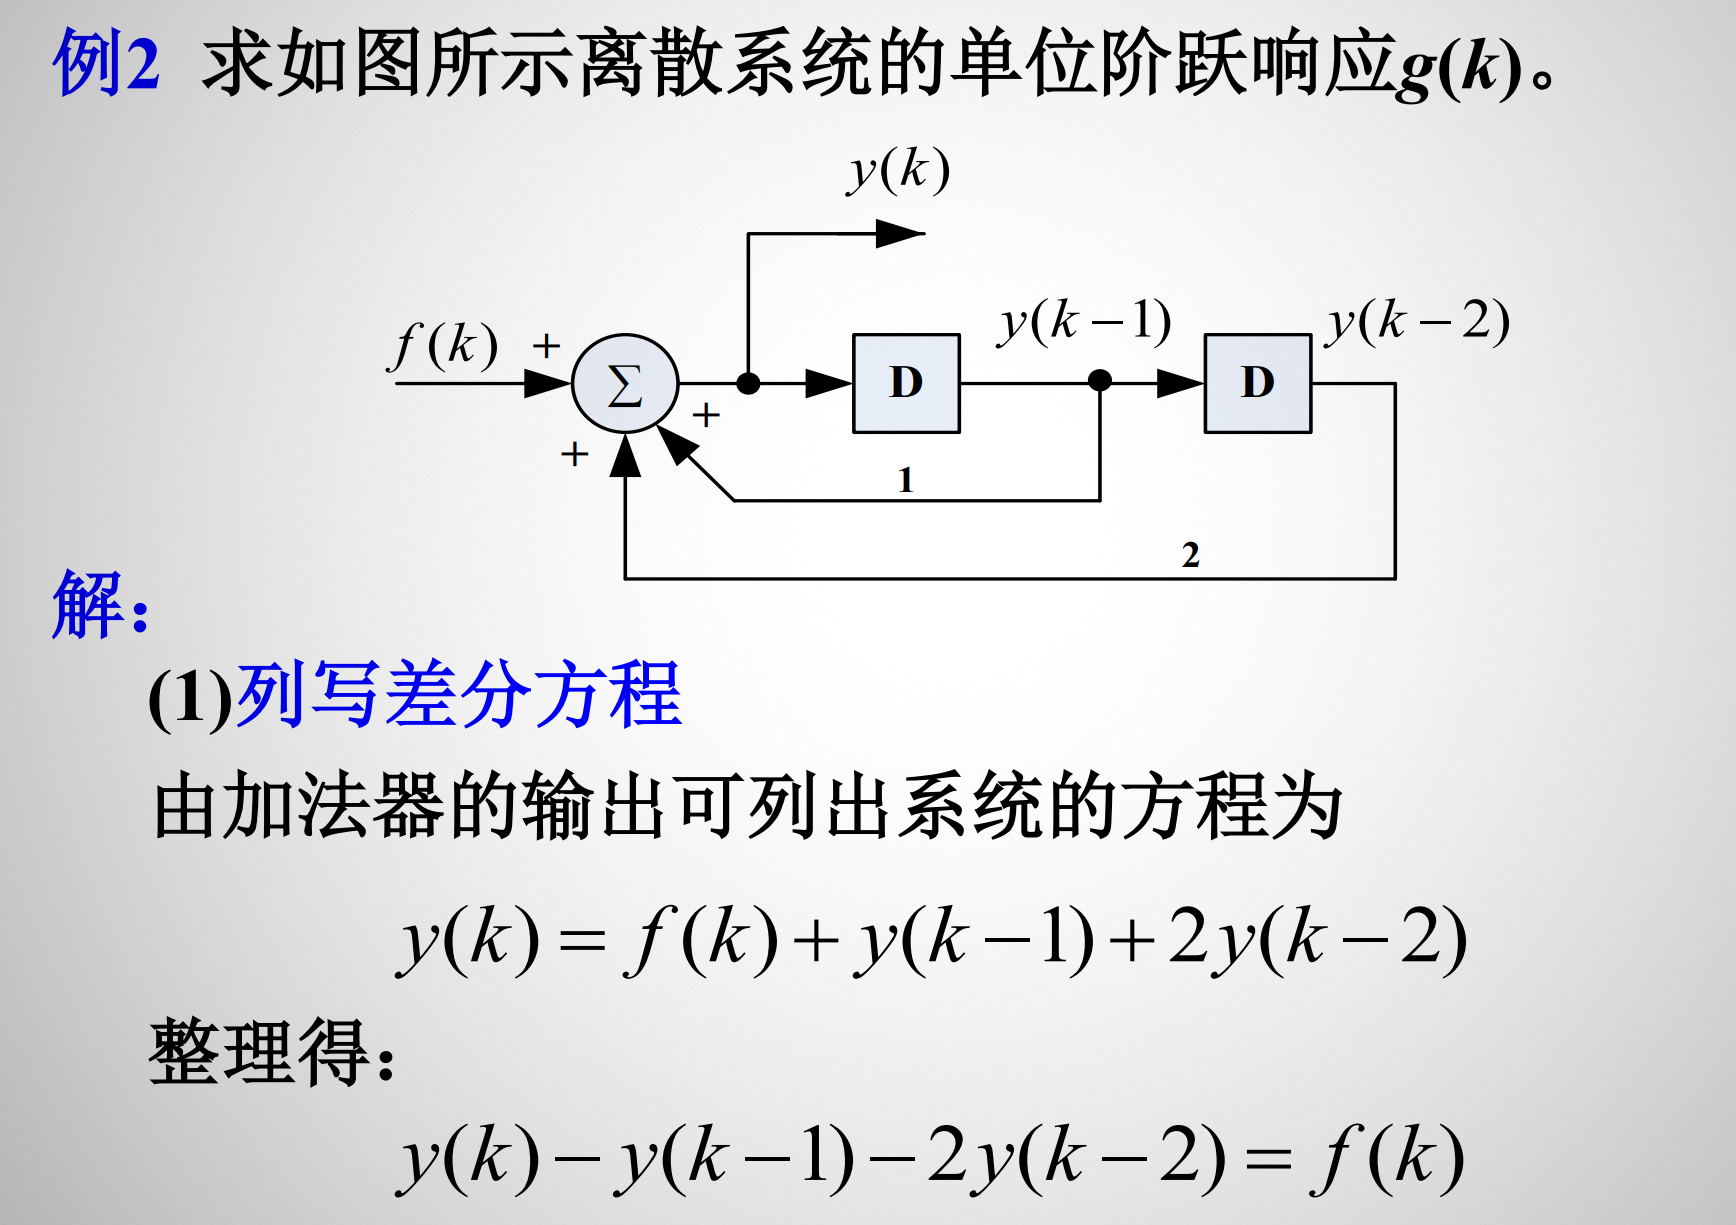 例2 求如图所示离散系统的单位阶跃响应g(k)。
y(k)
f(k) + ∑ D y(k−1) D y(k−2)
+
+
1
2
解：
(1)列写差分方程
由加法器的输出可列出系统的方程为
y(k) = f(k) + y(k−1) + 2y(k−2)
整理得：
y(k) − y(k−1) − 2y(k−2) = f(k)